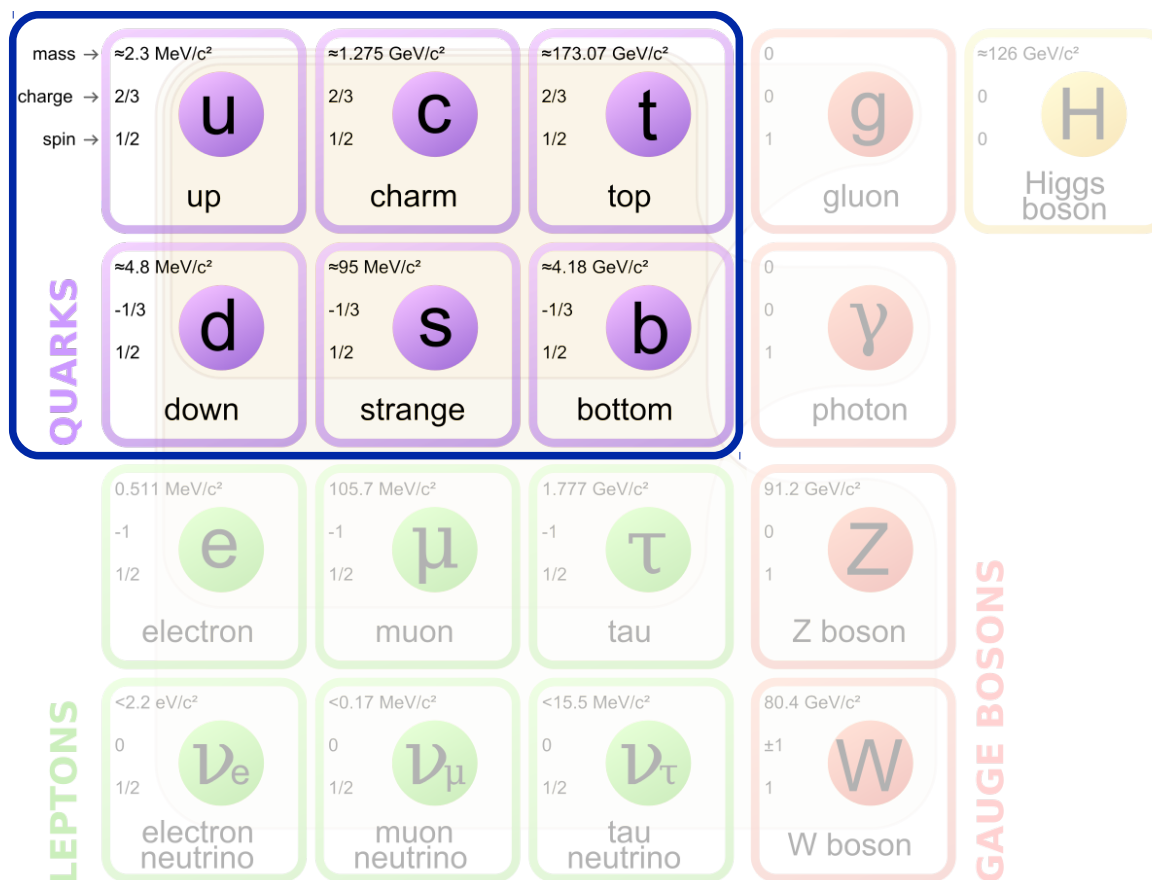 mass → ≈2.3 MeV/c² ≈1.275 GeV/c² ≈173.07 GeV/c² 0 ≈126 GeV/c²
charge → 2/3 2/3 2/3 0 0
spin → 1/2 1/2 1/2 1 0
u c t g H
up charm top gluon Higgs
boson
QUARKS
≈4.8 MeV/c² ≈95 MeV/c² ≈4.18 GeV/c² 0
-1/3 -1/3 -1/3 0
1/2 1/2 1/2 1
d s b γ
down strange bottom photon
0.511 MeV/c² 105.7 MeV/c² 1.777 GeV/c² 91.2 GeV/c²
-1 -1 -1 0
1/2 1/2 1/2 1
e μ τ Z
electron muon tau Z boson
LEPTONS
<2.2 eV/c² <0.17 MeV/c² <15.5 MeV/c² 80.4 GeV/c²
0 0 0 ±1
1/2 1/2 1/2 1
νe νμ ντ W
electron muon tau W boson
neutrino neutrino neutrino
GAUGE BOSONS